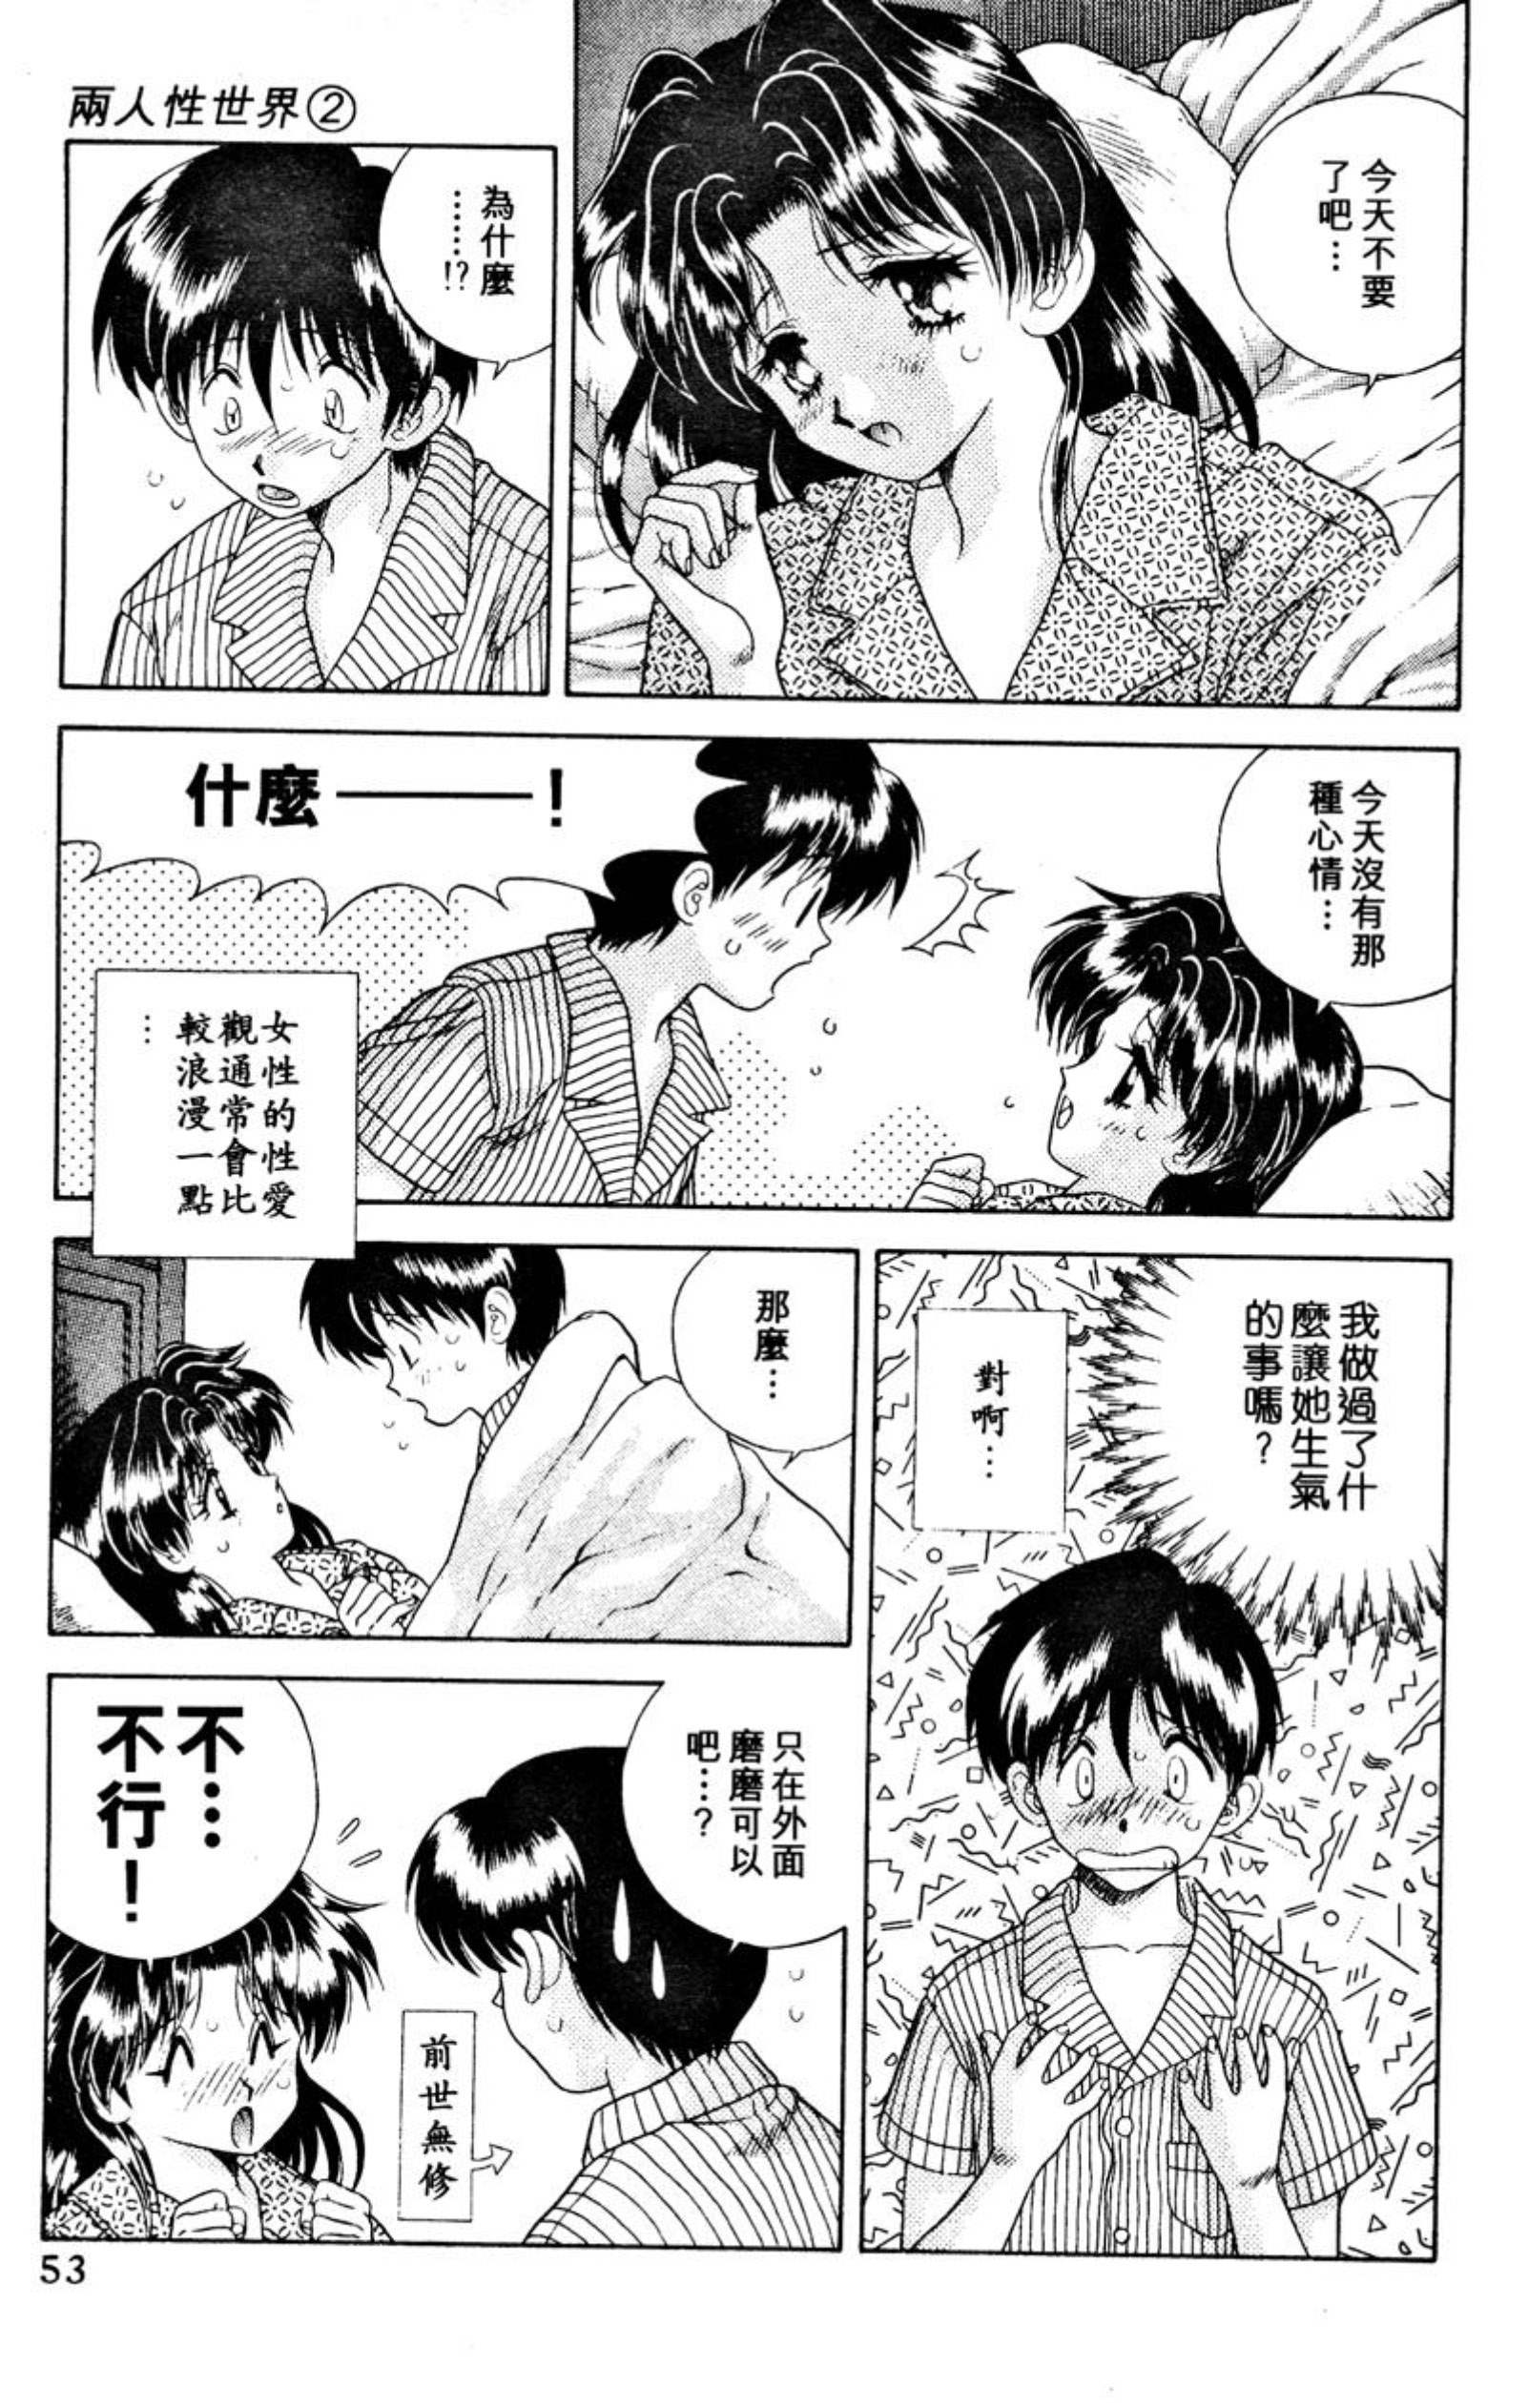 兩人性世界②
今天不要
了吧…
為什麼
……!?
今天沒有那
種心情…
什麼───！
女性的性愛
觀通常會比
較浪漫一點
…
我做過了什
麼讓她生氣
的事嗎？
對啊…
那麼…
只在外面
磨磨可以
吧…？
不…
不行！
前世無修
53